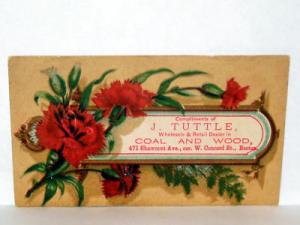 Compliments of
J. TUTTLE,
Wholesale & Retail Dealer in
COAL AND WOOD,
471 Shawmut Ave., cor. W. Concord St., Boston